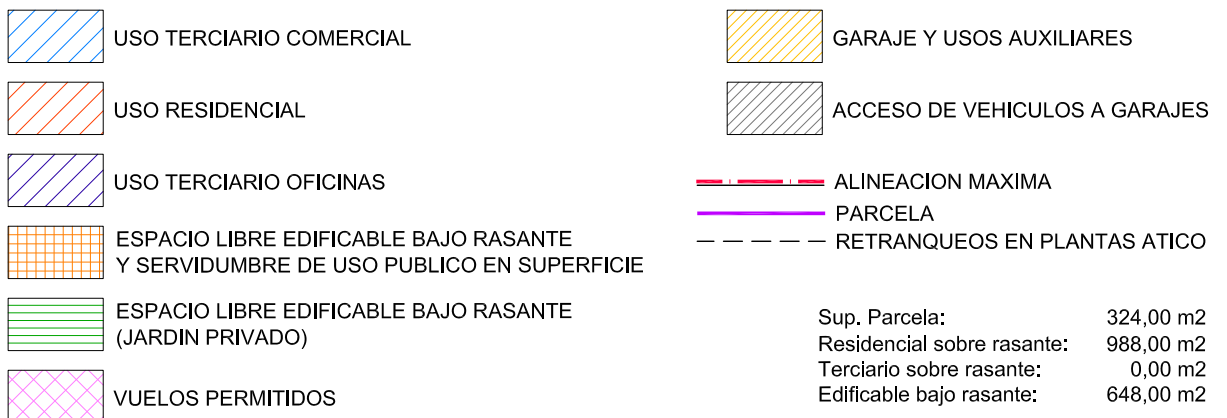 USO TERCIARIO COMERCIAL
USO RESIDENCIAL
USO TERCIARIO OFICINAS
ESPACIO LIBRE EDIFICABLE BAJO RASANTE
Y SERVIDUMBRE DE USO PUBLICO EN SUPERFICIE
ESPACIO LIBRE EDIFICABLE BAJO RASANTE
(JARDIN PRIVADO)
VUELOS PERMITIDOS
GARAJE Y USOS AUXILIARES
ACCESO DE VEHICULOS A GARAJES
ALINEACION MAXIMA
PARCELA
RETRANQUEOS EN PLANTAS ATICO
Sup. Parcela: 324,00 m2
Residencial sobre rasante: 988,00 m2
Terciario sobre rasante: 0,00 m2
Edificable bajo rasante: 648,00 m2